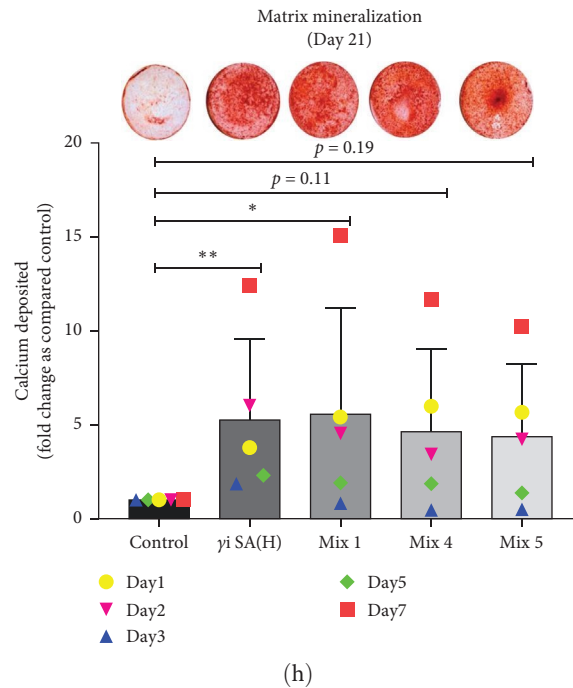 Matrix mineralization
(Day 21)
p = 0.19
p = 0.11
*
**
Calcium deposited
(fold change as compared control)
20
15
10
5
0
Control γi SA(H) Mix 1 Mix 4 Mix 5
Day1 Day5
Day2 Day7
Day3
(h)